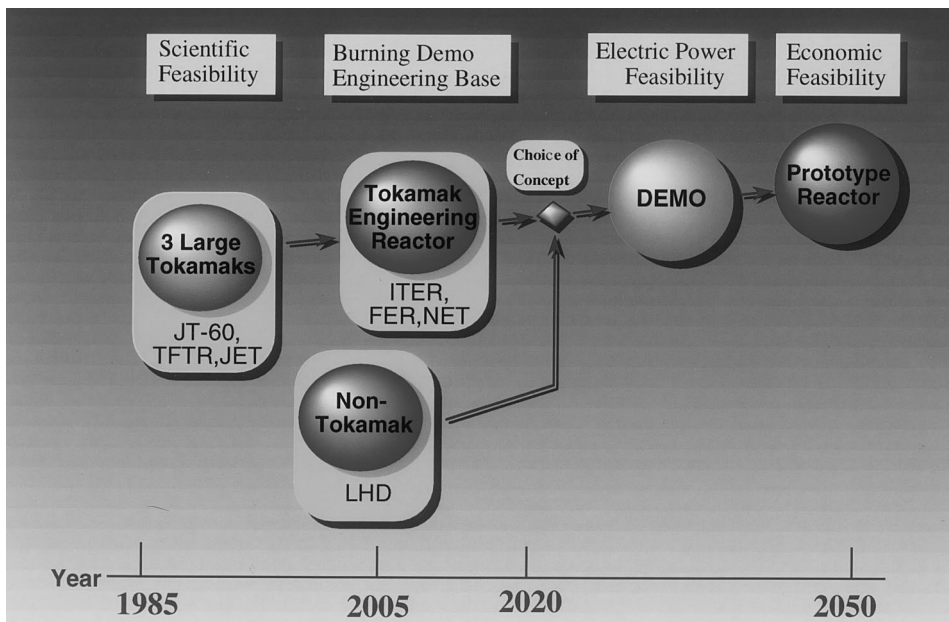 Scientific
Feasibility
Burning Demo
Engineering Base
Electric Power
Feasibility
Economic
Feasibility
Choice of
Concept
3 Large
Tokamaks
JT-60,
TFTR,JET
Tokamak
Engineering
Reactor
ITER,
FER,NET
DEMO
Prototype
Reactor
Non-
Tokamak
LHD
Year
1985
2005
2020
2050